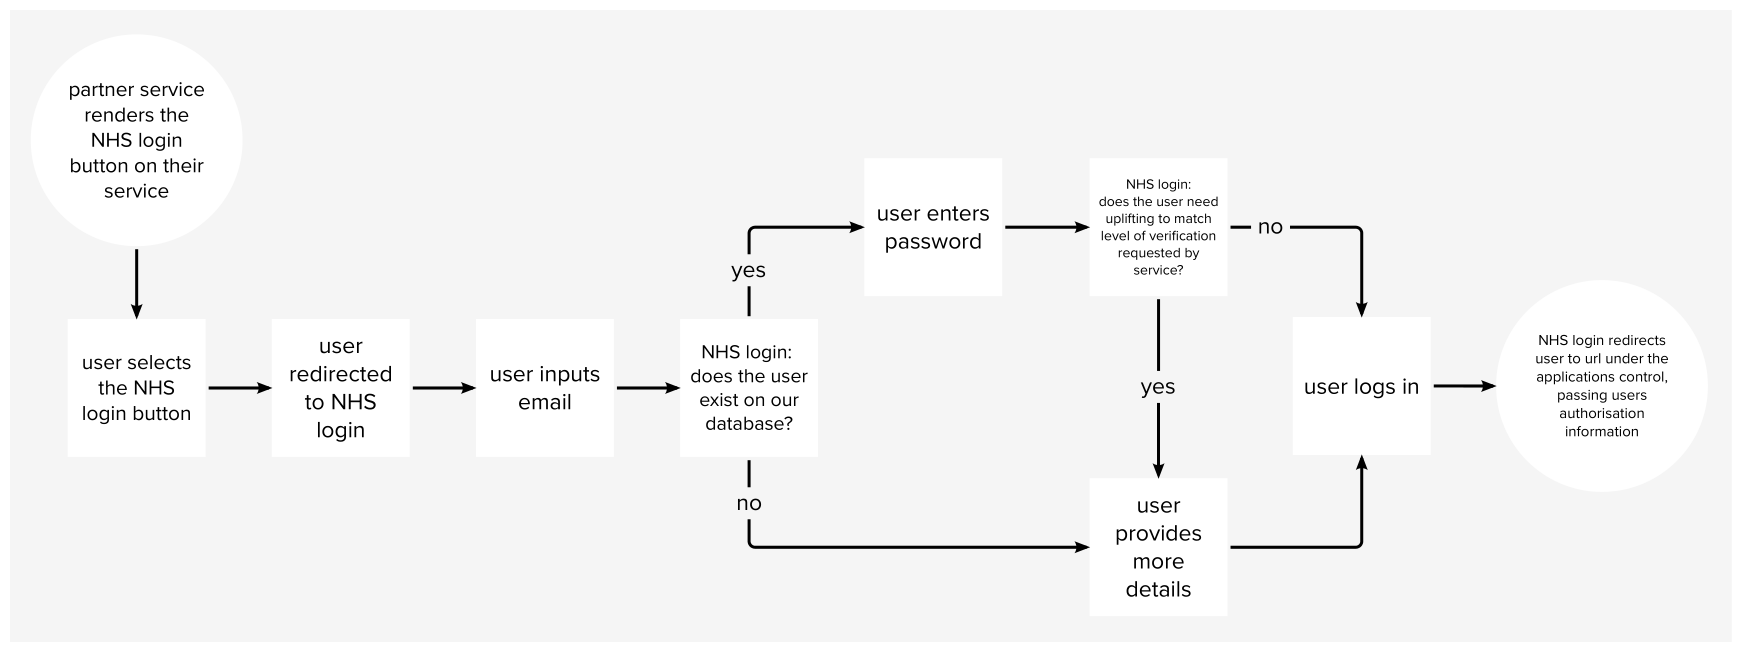 partner service
renders the
NHS login
button on their
service
user selects
the NHS
login button
user
redirected
to NHS
login
user inputs
email
NHS login:
does the user
exist on our
database?
yes
no
user enters
password
NHS login:
does the user need
uplifting to match
level of verification
requested by
service?
no
yes
user
provides
more
details
user logs in
NHS login redirects
user to url under the
applications control,
passing users
authorisation
information